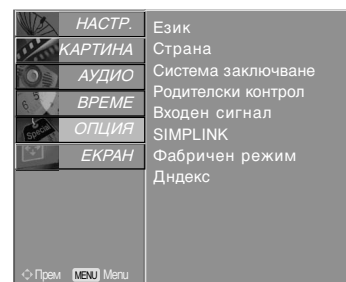 НАСТР.
КАРТИНА
АУДИО
ВРЕМЕ
ОПЦИЯ
ЕКРАН
Език
Страна
Система заключване
Родителски контрол
Входен сигнал
SIMPLINK
Фабричен режим
Дндекс
Прем MENU Menu